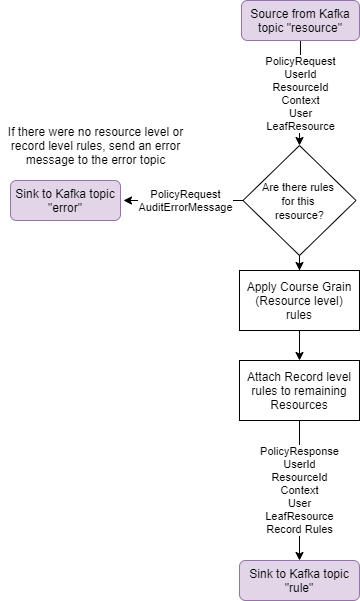 Source from Kafka
topic "resource"
PolicyRequest
UserId
ResourceId
Context
User
LeafResource
If there were no resource level or
record level rules, send an error
message to the error topic
Are there rules
for this
resource?
PolicyRequest
AuditErrorMessage
Sink to Kafka topic
"error"
Apply Course Grain
(Resource level)
rules
Attach Record level
rules to remaining
Resources
PolicyResponse
UserId
ResourceId
Context
User
LeafResource
Record Rules
Sink to Kafka topic
"rule"